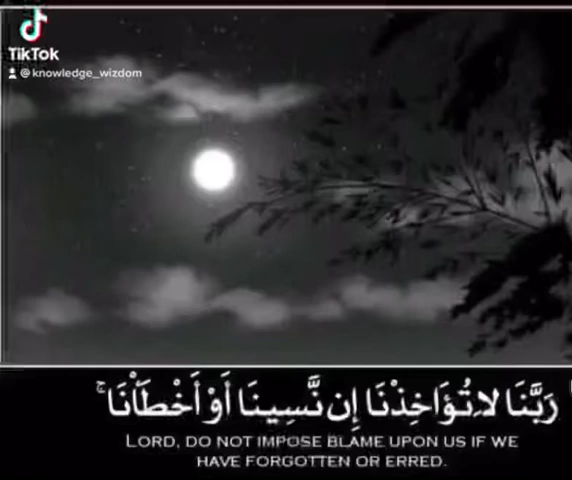 TikTok
@knowledge_wizdom
رَبَّنَا لَا تُؤَاخِذْنَا إِن نَّسِينَا أَوْ أَخْطَأْنَا ۚ
LORD, DO NOT IMPOSE BLAME UPON US IF WE
HAVE FORGOTTEN OR ERRED.